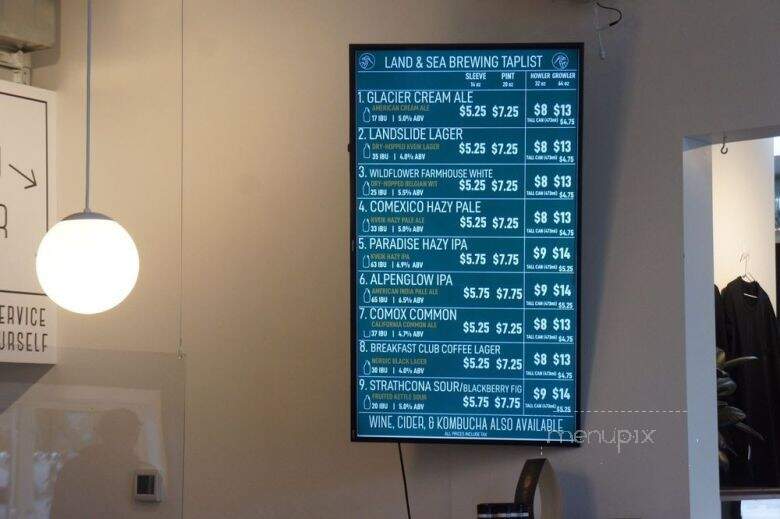 LAND & SEA BREWING TAPLIST
SLEEVE PINT HOWLER GROWLER
14 oz 20 oz 32 oz 64 oz
1. GLACIER CREAM ALE
AMERICAN CREAM ALE $5.25 $7.25 $8 $13
17 IBU | 5.0% ABV TALL CAN (473ml) $4.75
2. LANDSLIDE LAGER
DRY-HOPPED KVEIK LAGER $5.25 $7.25 $8 $13
35 IBU | 4.0% ABV TALL CAN (473ml) $4.75
3. WILDFLOWER FARMHOUSE WHITE
DRY-HOPPED BELGIAN WIT $5.25 $7.25 $8 $13
25 IBU | 5.5% ABV TALL CAN (473ml) $4.75
4. COMEXICO HAZY PALE
KVEIK HAZY PALE ALE $5.25 $7.25 $8 $13
33 IBU | 5.0% ABV TALL CAN (473ml) $4.75
5. PARADISE HAZY IPA
KVEIK HAZY IPA $5.75 $7.75 $9 $14
63 IBU | 6.9% ABV TALL CAN (473ml) $5.25
6. ALPENGLOW IPA
AMERICAN INDIA PALE ALE $5.75 $7.75 $9 $14
65 IBU | 6.5% ABV TALL CAN (473ml) $5.25
7. COMOX COMMON
CALIFORNIA COMMON ALE $5.25 $7.25 $8 $13
37 IBU | 4.7% ABV TALL CAN (473ml) $4.75
8. BREAKFAST CLUB COFFEE LAGER
NORDIC BLACK LAGER $5.25 $7.25 $8 $13
30 IBU | 4.0% ABV TALL CAN (473ml) $4.75
9. STRATHCONA SOUR/BLACKBERRY FIG
FRUITED KETTLE SOUR $5.75 $7.75 $9 $14
20 IBU | 5.0% ABV TALL CAN (473ml) $5.25
WINE, CIDER, & KOMBUCHA ALSO AVAILABLE
ALL PRICES INCLUDE TAX
R
ERVICE
URSELF
menupix